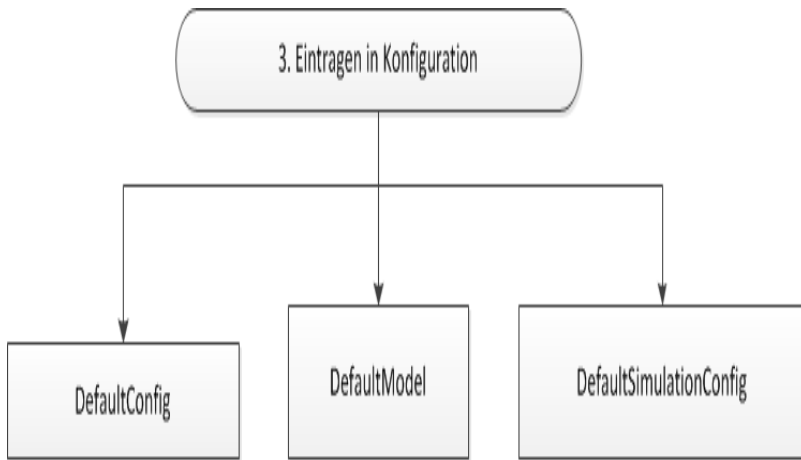 3. Eintragen in Konfiguration
DefaultConfig
DefaultModel
DefaultSimulationConfig